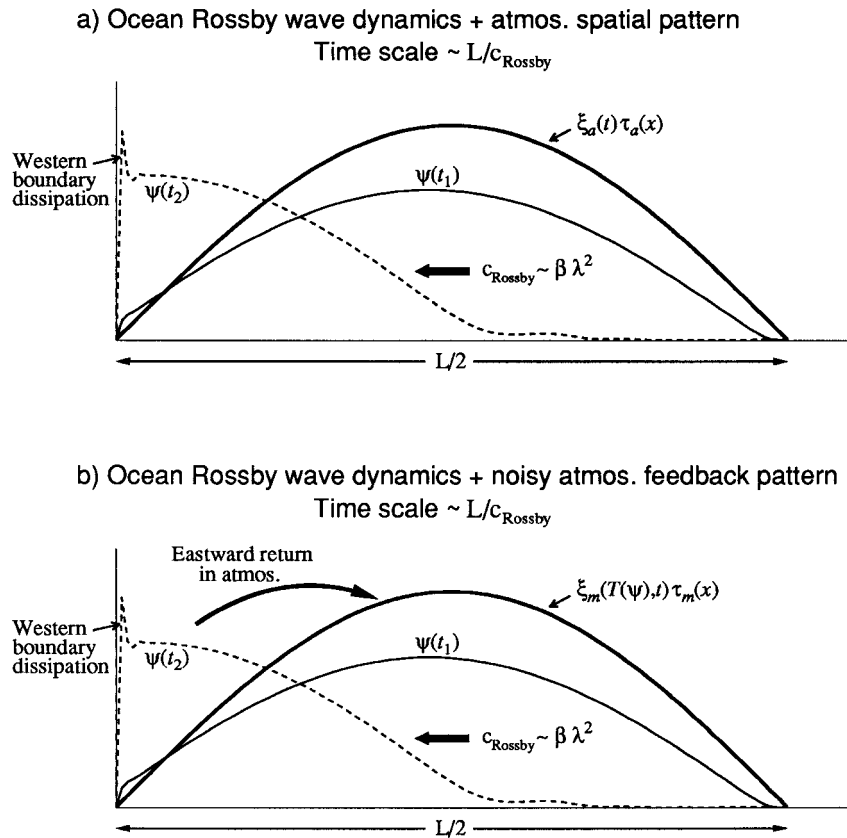 a) Ocean Rossby wave dynamics + atmos. spatial pattern
Time scale ~ L/c_Rossby
ξ_a(t) τ_a(x)
Western
boundary
dissipation
ψ(t_2)
ψ(t_1)
c_Rossby ~ β λ^2
L/2
b) Ocean Rossby wave dynamics + noisy atmos. feedback pattern
Time scale ~ L/c_Rossby
Eastward return
in atmos.
ξ_m(T(ψ),t) τ_m(x)
Western
boundary
dissipation
ψ(t_2)
ψ(t_1)
c_Rossby ~ β λ^2
L/2